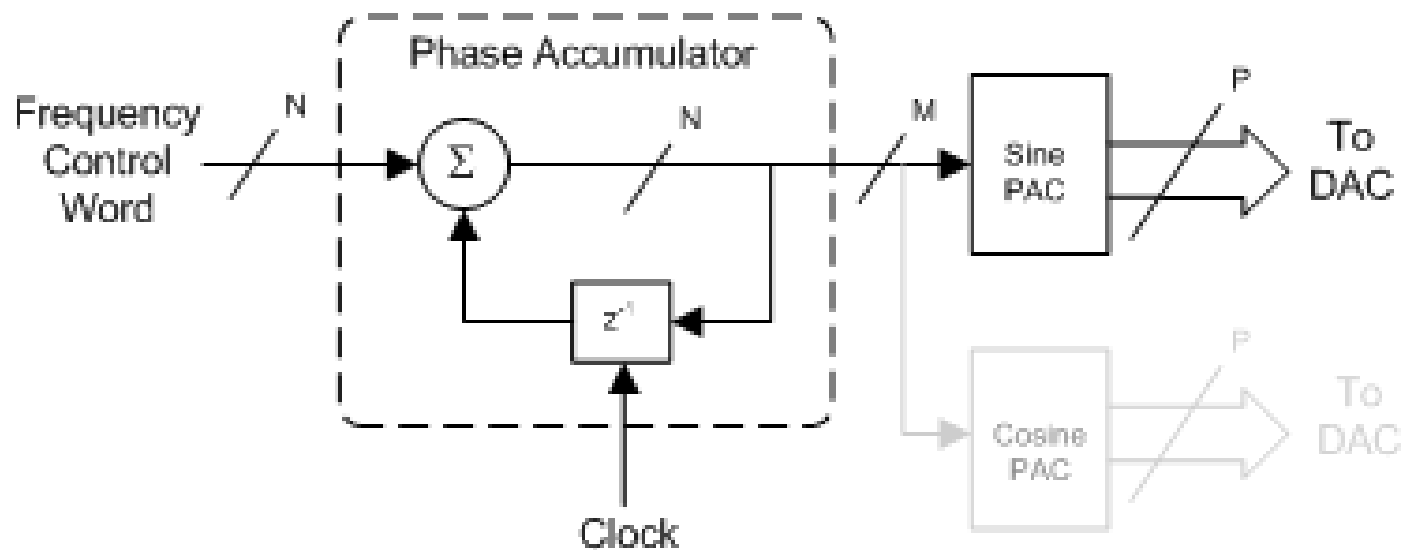 Phase Accumulator
Frequency
Control
Word
N
Σ
N
M
Sine
PAC
P
To
DAC
z⁻¹
Clock
Cosine
PAC
P
To
DAC